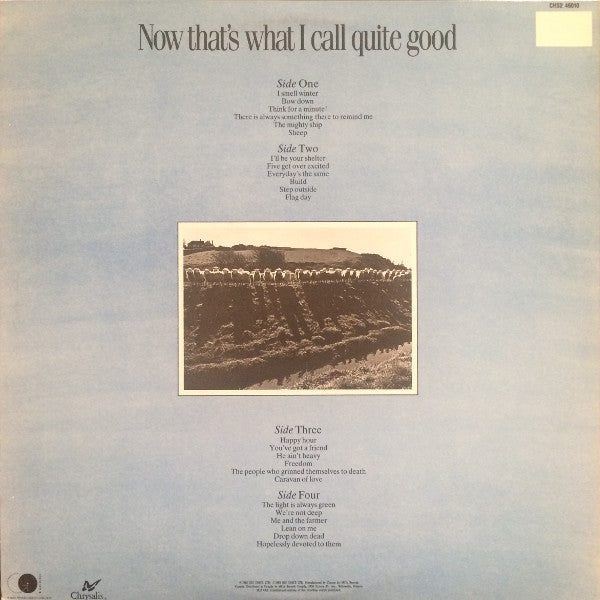 CHS2 46010
Now that's what I call quite good
Side One
I smell winter
Bow down
Think for a minute'
There is always something there to remind me
The mighty ship
Sheep
Side Two
I'll be your shelter
Five get over excited
Everyday's the same
Build
Step outside
Flag day
Side Three
Happy hour
You've got a friend
He ain't heavy
Freedom
The people who grinned themselves to death
Caravan of love
Side Four
The light is always green
We're not deep
Me and the farmer
Lean on me
Drop down dead
Hopelessly devoted to them
Chrysalis